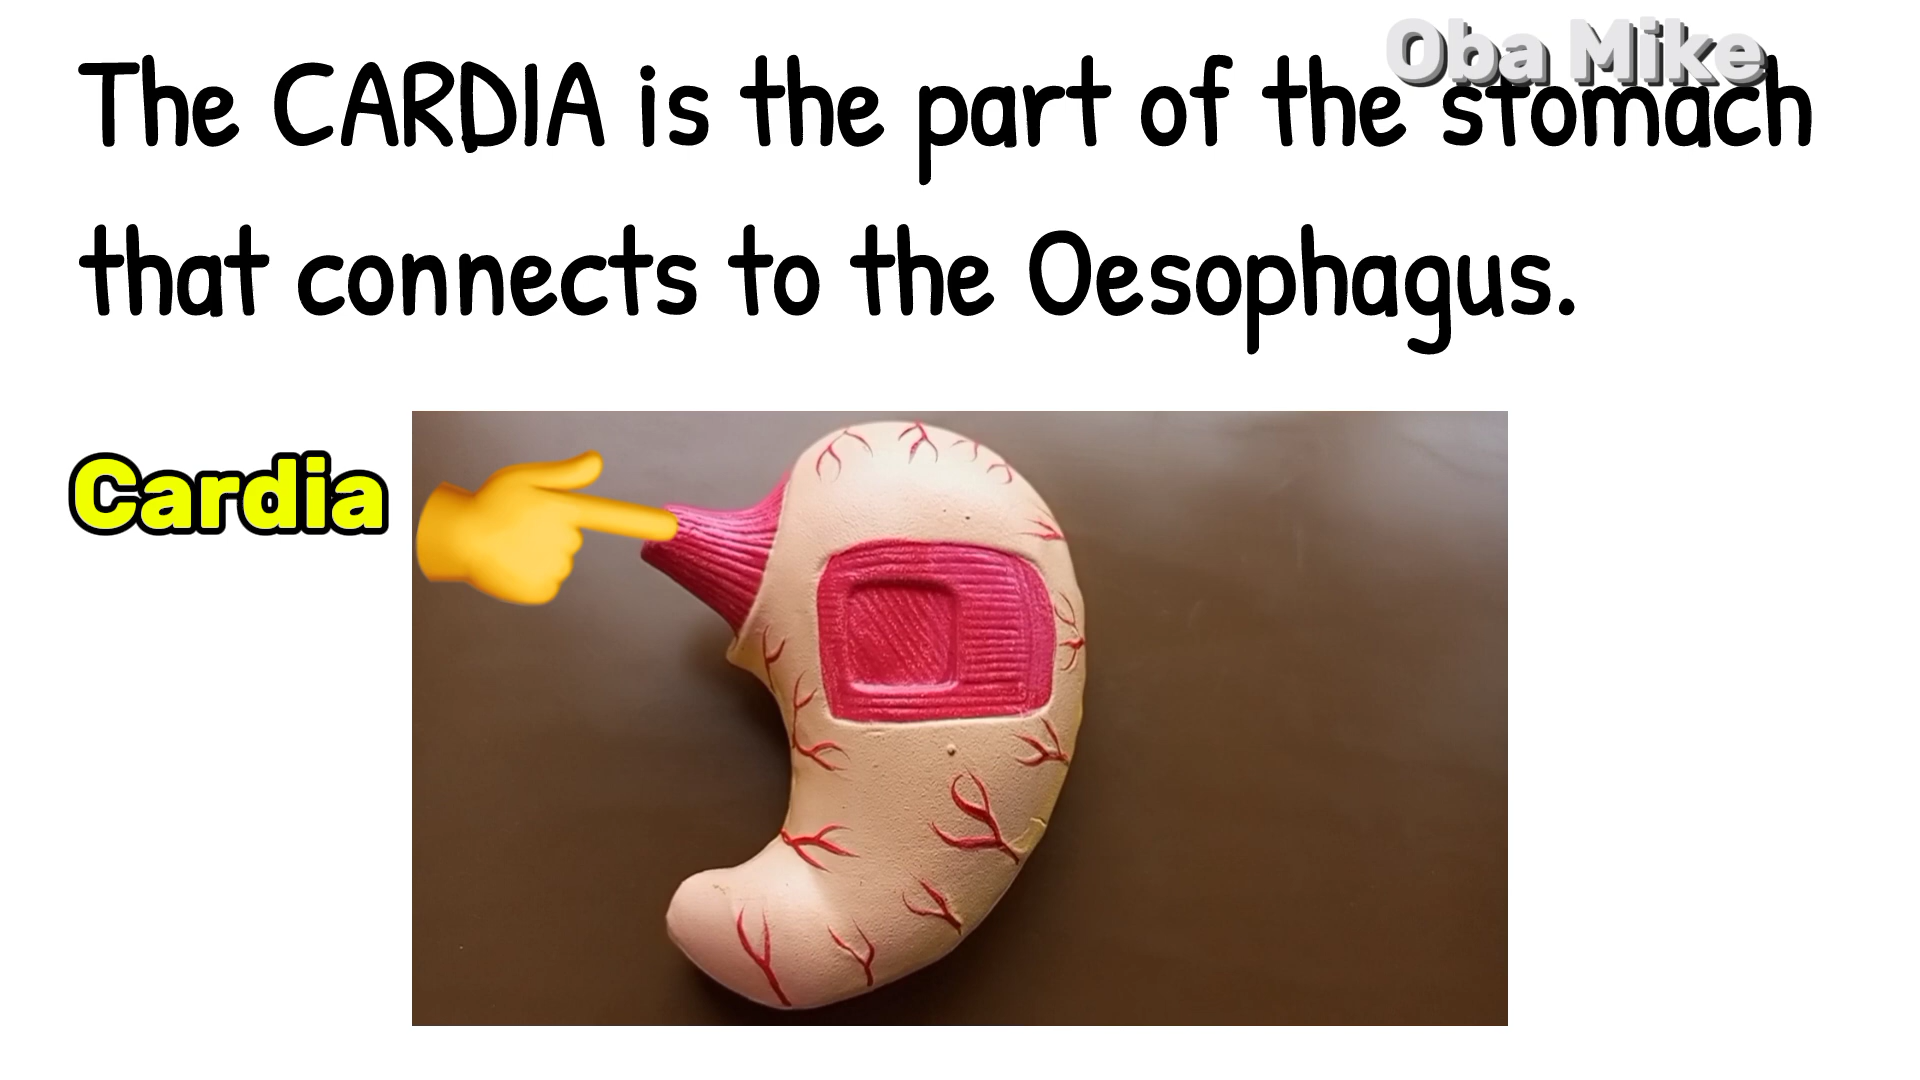 Oba Mike
The CARDIA is the part of the stomach
that connects to the Oesophagus.
Cardia